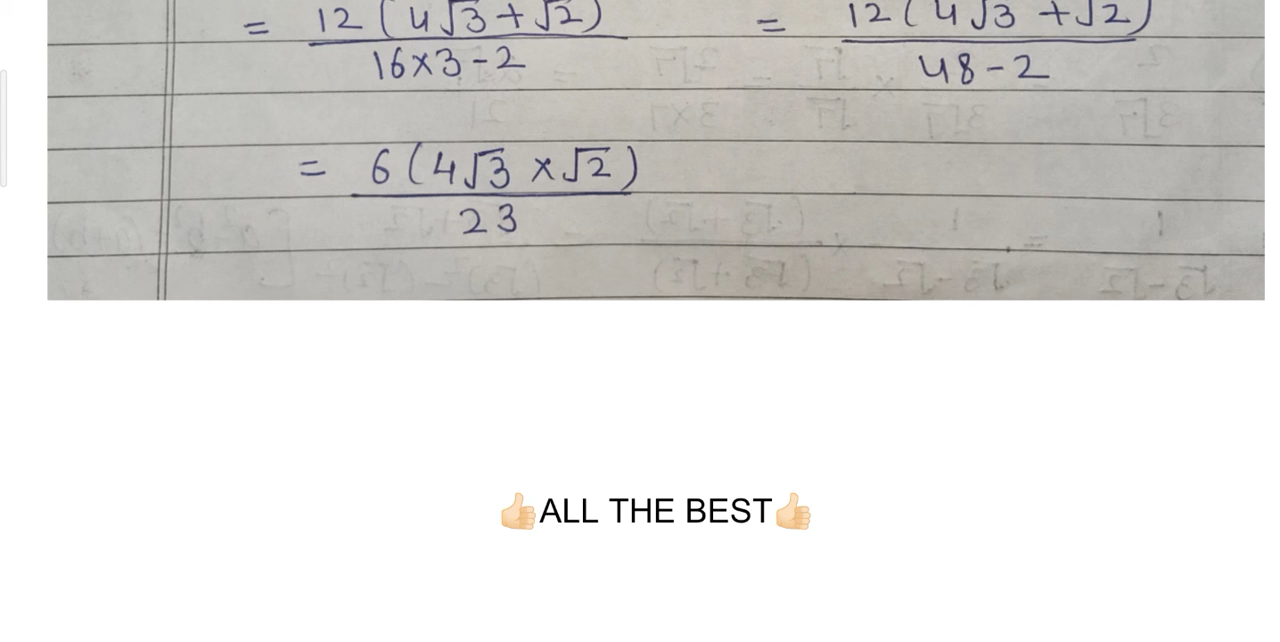 = 12 (4√3 + √2) / 16×3-2 = 12 (4√3 + √2) / 48-2
= 6 (4√3 × √2) / 23
👍🏻ALL THE BEST👍🏻